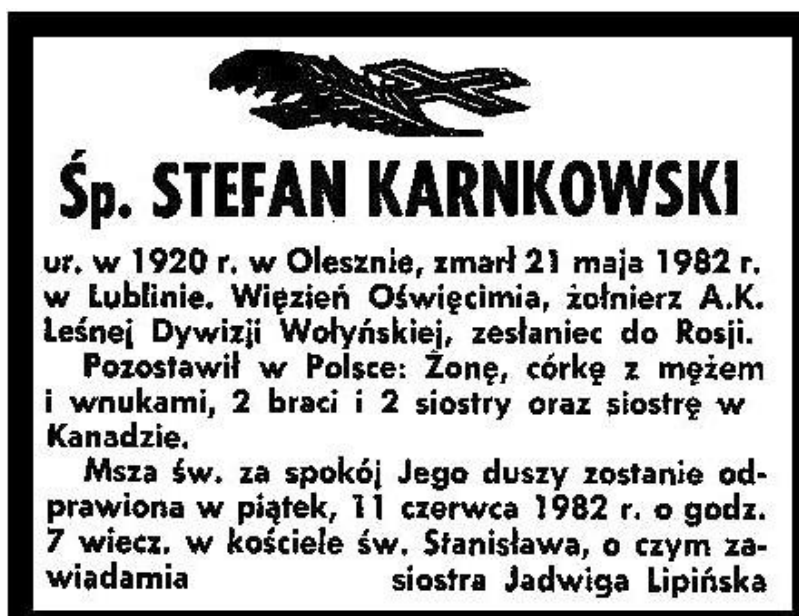 Śp. STEFAN KARNKOWSKI
ur. w 1920 r. w Olesznie, zmarł 21 maja 1982 r.
w Lublinie. Więzień Oświęcimia, żołnierz A.K.
Leśnej Dywizji Wołyńskiej, zesłaniec do Rosji.
Pozostawił w Polsce: Żonę, córkę z mężem
i wnukami, 2 braci i 2 siostry oraz siostrę w
Kanadzie.
Msza św. za spokój Jego duszy zostanie od-
prawiona w piątek, 11 czerwca 1982 r. o godz.
7 wiecz. w kościele św. Stanisława, o czym za-
wiadamia siostra Jadwiga Lipińska